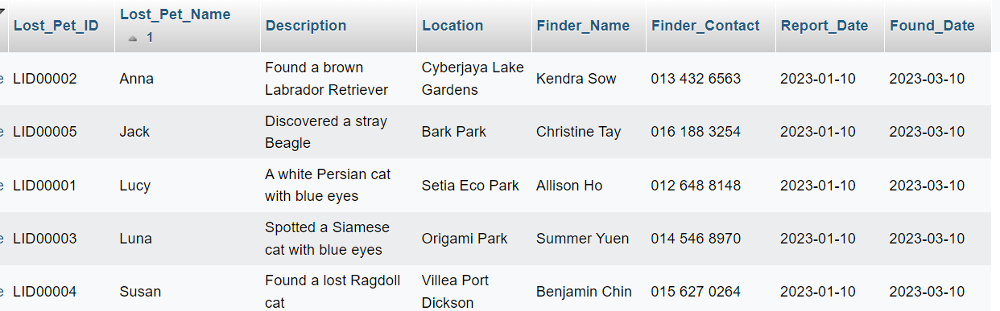 Lost_Pet_ID Lost_Pet_Name 1 Description Location Finder_Name Finder_Contact Report_Date Found_Date
e LID00002 Anna Found a brown Labrador Retriever Cyberjaya Lake Gardens Kendra Sow 013 432 6563 2023-01-10 2023-03-10
e LID00005 Jack Discovered a stray Beagle Bark Park Christine Tay 016 188 3254 2023-01-10 2023-03-10
e LID00001 Lucy A white Persian cat with blue eyes Setia Eco Park Allison Ho 012 648 8148 2023-01-10 2023-03-10
e LID00003 Luna Spotted a Siamese cat with blue eyes Origami Park Summer Yuen 014 546 8970 2023-01-10 2023-03-10
e LID00004 Susan Found a lost Ragdoll cat Villea Port Dickson Benjamin Chin 015 627 0264 2023-01-10 2023-03-10